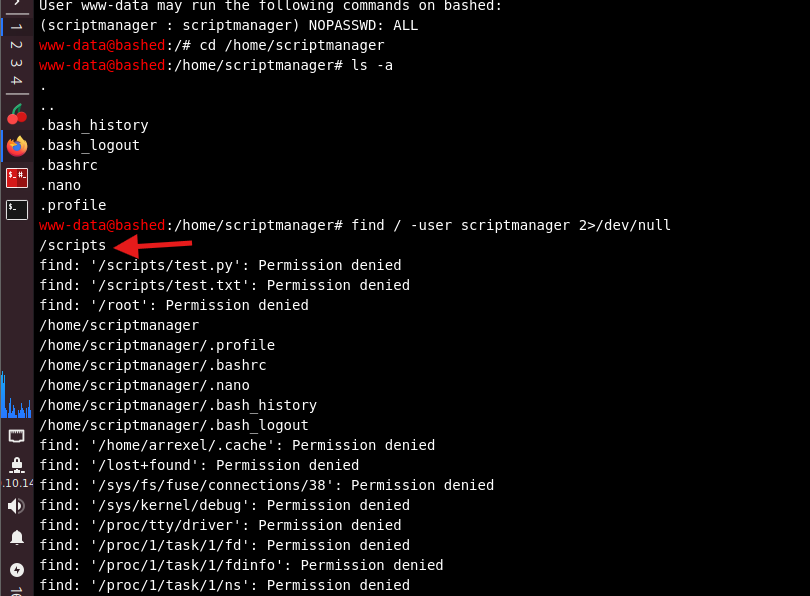 User www-data may run the following commands on bashed:
(scriptmanager : scriptmanager) NOPASSWD: ALL
www-data@bashed:/# cd /home/scriptmanager
www-data@bashed:/home/scriptmanager# ls -a
.
..
.bash_history
.bash_logout
.bashrc
.nano
.profile
www-data@bashed:/home/scriptmanager# find / -user scriptmanager 2>/dev/null
/scripts
find: '/scripts/test.py': Permission denied
find: '/scripts/test.txt': Permission denied
find: '/root': Permission denied
/home/scriptmanager
/home/scriptmanager/.profile
/home/scriptmanager/.bashrc
/home/scriptmanager/.nano
/home/scriptmanager/.bash_history
/home/scriptmanager/.bash_logout
find: '/home/arrexel/.cache': Permission denied
find: '/lost+found': Permission denied
find: '/sys/fs/fuse/connections/38': Permission denied
find: '/sys/kernel/debug': Permission denied
find: '/proc/tty/driver': Permission denied
find: '/proc/1/task/1/fd': Permission denied
find: '/proc/1/task/1/fdinfo': Permission denied
find: '/proc/1/task/1/ns': Permission denied
1
2
3
4
$_ #_
$_
.10.14